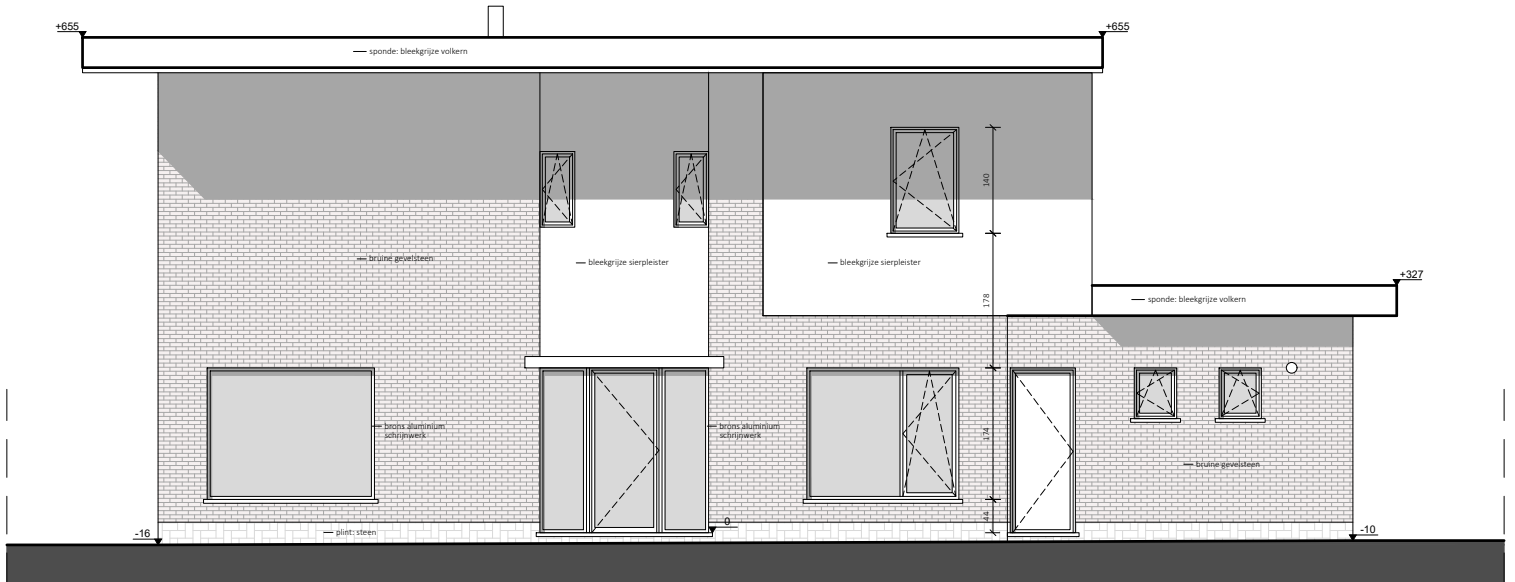 +655
+655
sponde: bleekgrijze volkern
140
bruine gevelsteen
bleekgrijze sierpleister
bleekgrijze sierpleister
+327
sponde: bleekgrijze volkern
178
brons aluminium
schrijnwerk
brons aluminium
schrijnwerk
174
bruine gevelsteen
44
0
-16
plint: steen
-10